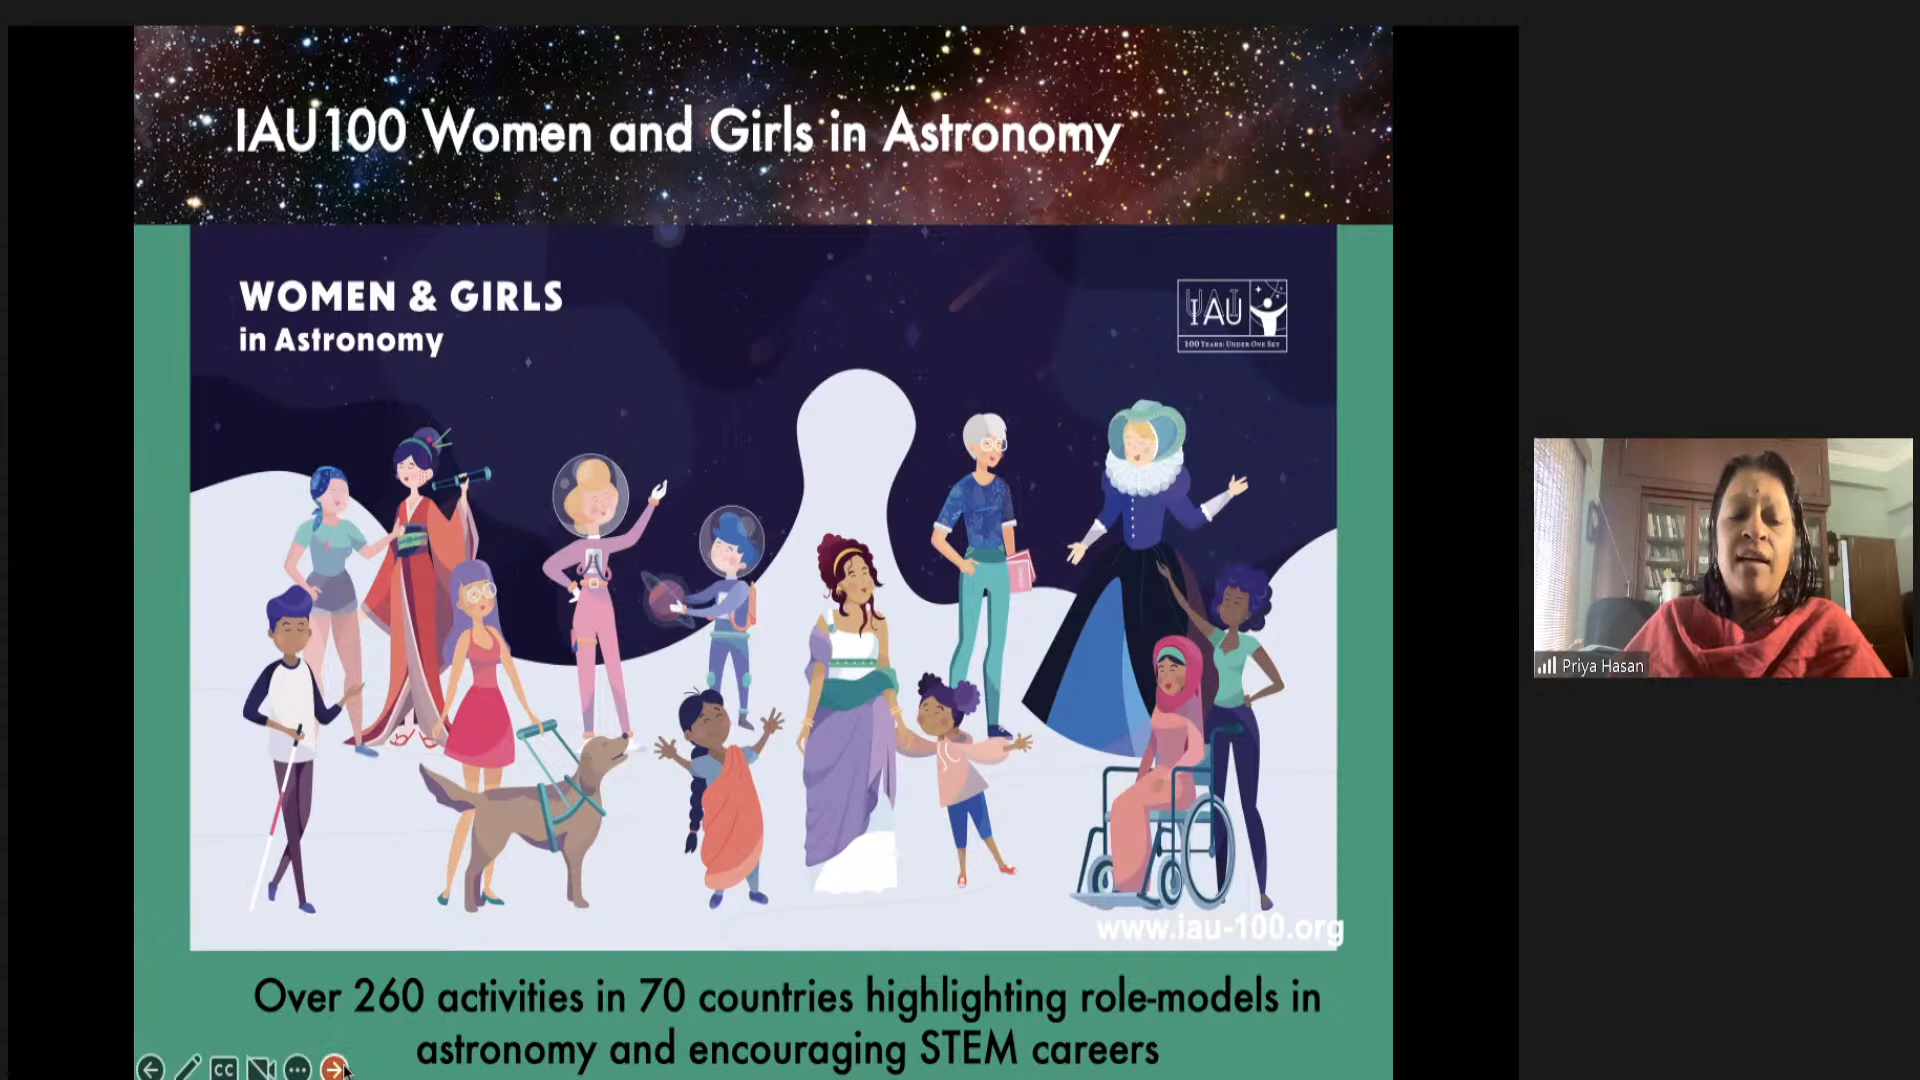 IAU100 Women and Girls in Astronomy
WOMEN & GIRLS
in Astronomy
IAU
100 Years: Under One Sky
www.iau-100.org
Over 260 activities in 70 countries highlighting role-models in
astronomy and encouraging STEM careers
CC
Priya Hasan